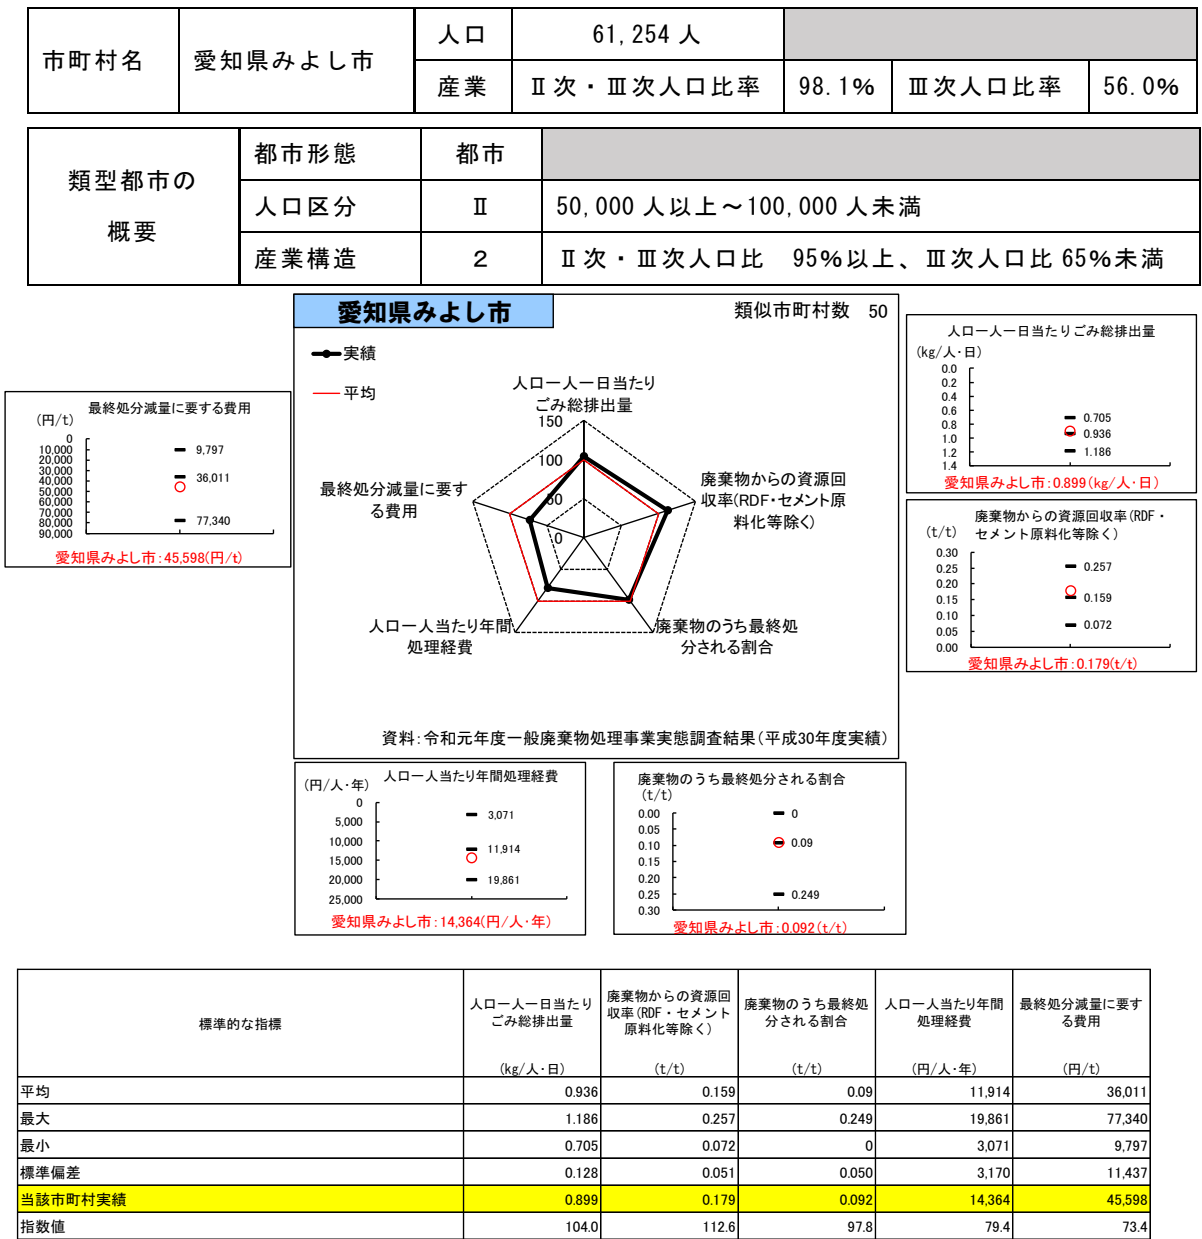 市町村名 愛知県みよし市 人口 61,254 人
産業 Ⅱ次・Ⅲ次人口比率 98.1% Ⅲ次人口比率 56.0%
類型都市の
概要
都市形態 都市
人口区分 Ⅱ 50,000 人以上~100,000 人未満
産業構造 2 Ⅱ次・Ⅲ次人口比 95%以上、Ⅲ次人口比 65%未満
愛知県みよし市
類似市町村数 50
実績
平均
人口一人一日当たり
ごみ総排出量
150
100
50
0
廃棄物からの資源回
収率(RDF・セメント原
料化等除く)
廃棄物のうち最終処
分される割合
人口一人当たり年間
処理経費
最終処分減量に要す
る費用
資料:令和元年度一般廃棄物処理事業実態調査結果(平成30年度実績)
最終処分減量に要する費用
(円/t)
0
10,000
20,000
30,000
40,000
50,000
60,000
70,000
80,000
90,000
9,797
36,011
77,340
愛知県みよし市:45,598(円/t)
人口一人一日当たりごみ総排出量
(kg/人・日)
0.0
0.2
0.4
0.6
0.8
1.0
1.2
1.4
0.705
0.936
1.186
愛知県みよし市:0.899(kg/人・日)
廃棄物からの資源回収率(RDF・
セメント原料化等除く)
(t/t)
0.30
0.25
0.20
0.15
0.10
0.05
0.00
0.257
0.159
0.072
愛知県みよし市:0.179(t/t)
人口一人当たり年間処理経費
(円/人・年)
0
5,000
10,000
15,000
20,000
25,000
3,071
11,914
19,861
愛知県みよし市:14,364(円/人・年)
廃棄物のうち最終処分される割合
(t/t)
0.00
0.05
0.10
0.15
0.20
0.25
0.30
0
0.09
0.249
愛知県みよし市:0.092(t/t)
標準的な指標
人口一人一日当たり
ごみ総排出量
(kg/人・日)
廃棄物からの資源回
収率(RDF・セメント
原料化等除く)
(t/t)
廃棄物のうち最終処
分される割合
(t/t)
人口一人当たり年間
処理経費
(円/人・年)
最終処分減量に要す
る費用
(円/t)
平均 0.936 0.159 0.09 11,914 36,011
最大 1.186 0.257 0.249 19,861 77,340
最小 0.705 0.072 0 3,071 9,797
標準偏差 0.128 0.051 0.050 3,170 11,437
当該市町村実績 0.899 0.179 0.092 14,364 45,598
指数値 104.0 112.6 97.8 79.4 73.4